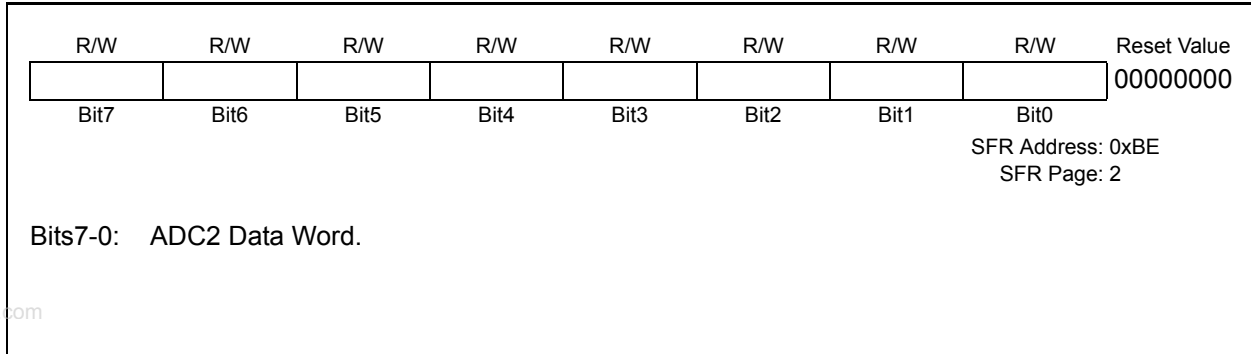 R/W R/W R/W R/W R/W R/W R/W R/W Reset Value
00000000
Bit7 Bit6 Bit5 Bit4 Bit3 Bit2 Bit1 Bit0
SFR Address: 0xBE
SFR Page: 2
Bits7-0: ADC2 Data Word.
com